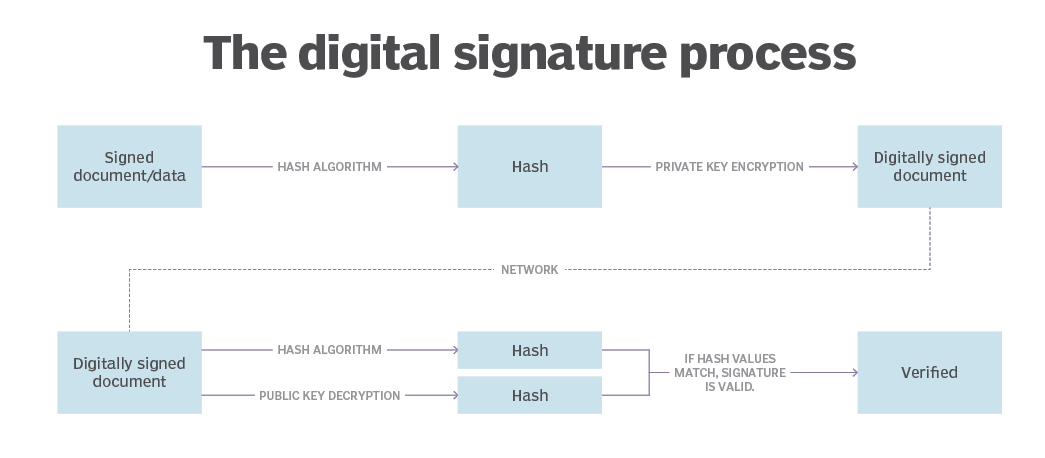 The digital signature process
Signed
document/data
HASH ALGORITHM
Hash
PRIVATE KEY ENCRYPTION
Digitally signed
document
NETWORK
Digitally signed
document
HASH ALGORITHM
Hash
PUBLIC KEY DECRYPTION
Hash
IF HASH VALUES
MATCH, SIGNATURE
IS VALID.
Verified